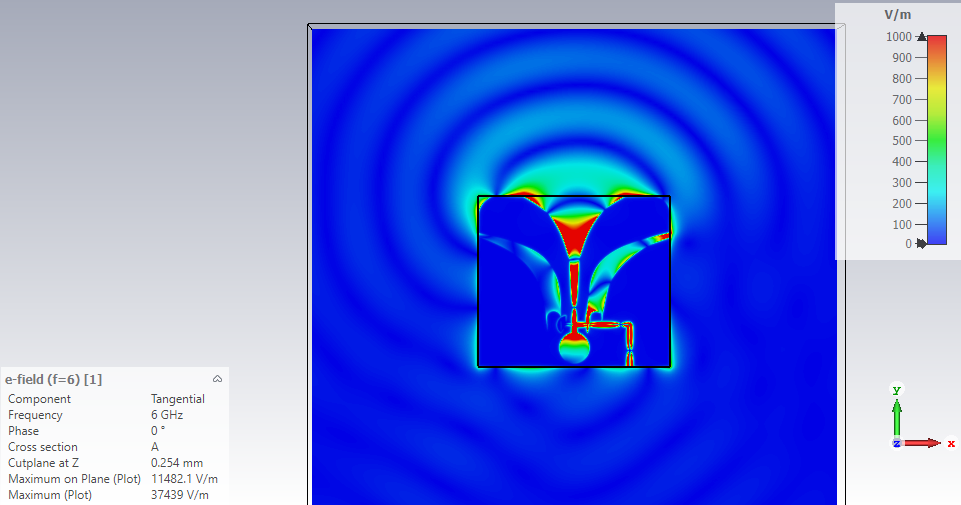 V/m
1000
900
800
700
600
500
400
300
200
100
0
e-field (f=6) [1]
Component Tangential
Frequency 6 GHz
Phase 0 °
Cross section A
Cutplane at Z 0.254 mm
Maximum on Plane (Plot) 11482.1 V/m
Maximum (Plot) 37439 V/m
Y
z x